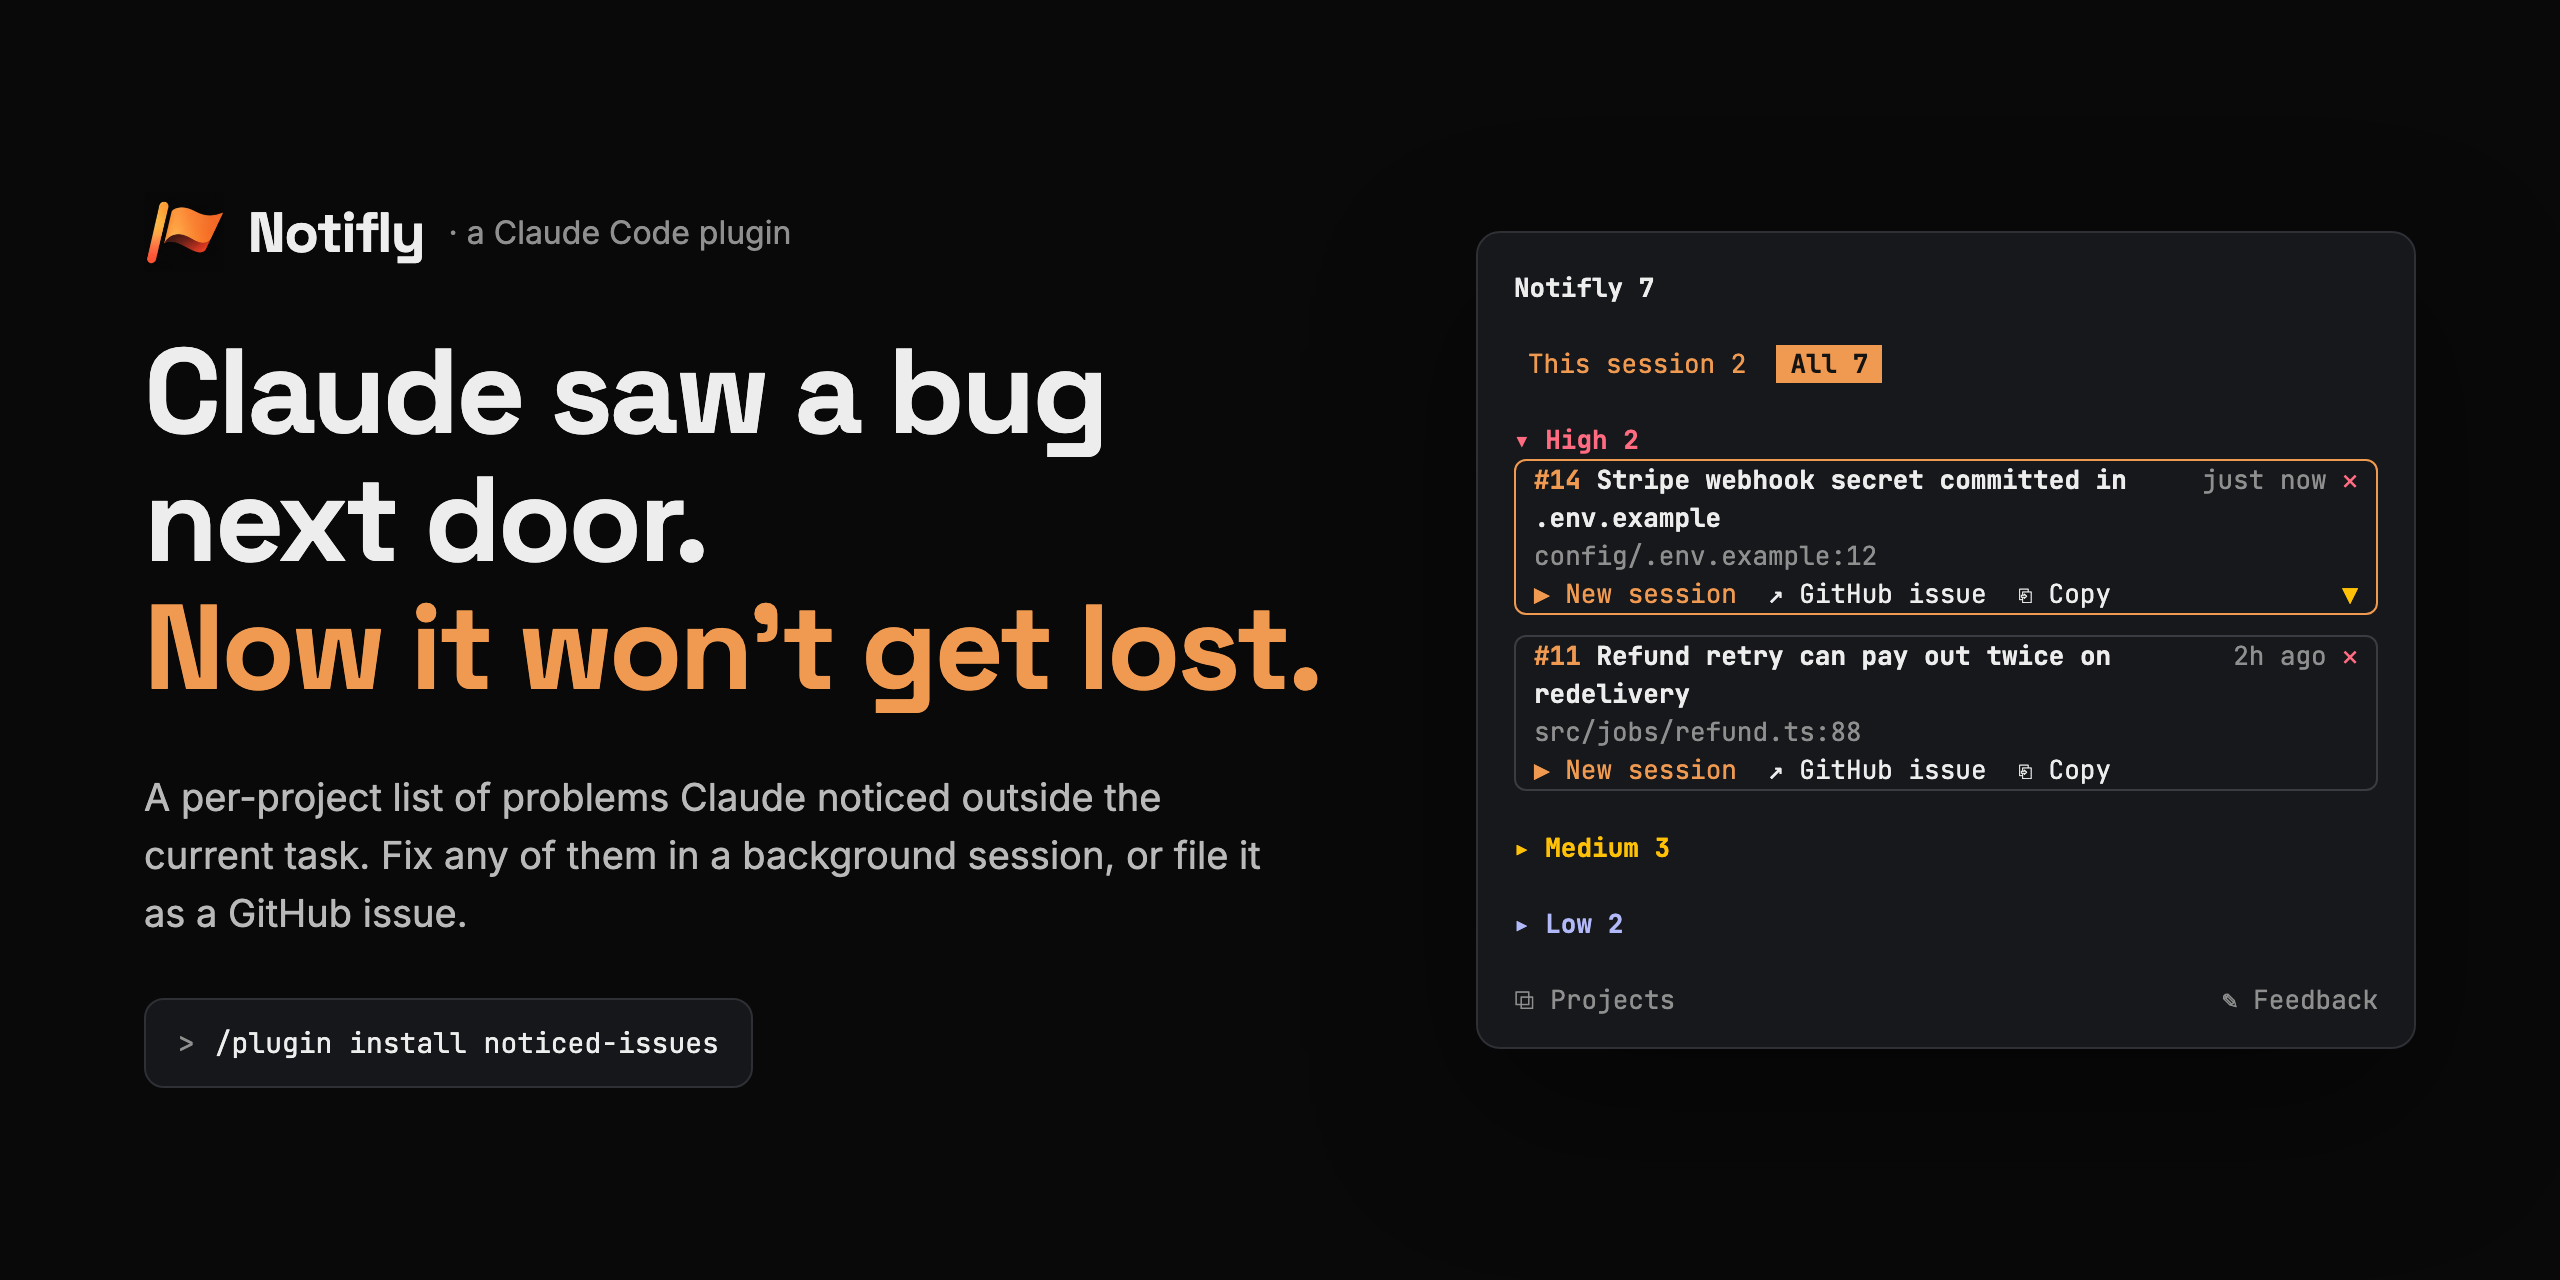 Notifly · a Claude Code plugin
Claude saw a bug
next door.
Now it won’t get lost.
A per-project list of problems Claude noticed outside the
current task. Fix any of them in a background session, or file it
as a GitHub issue.
> /plugin install noticed-issues
Notifly 7
This session 2 All 7
▾ High 2
#14 Stripe webhook secret committed in just now ×
.env.example
config/.env.example:12
▶ New session ↗ GitHub issue ⎘ Copy ▼
#11 Refund retry can pay out twice on 2h ago ×
redelivery
src/jobs/refund.ts:88
▶ New session ↗ GitHub issue ⎘ Copy
▸ Medium 3
▸ Low 2
⧉ Projects ✎ Feedback